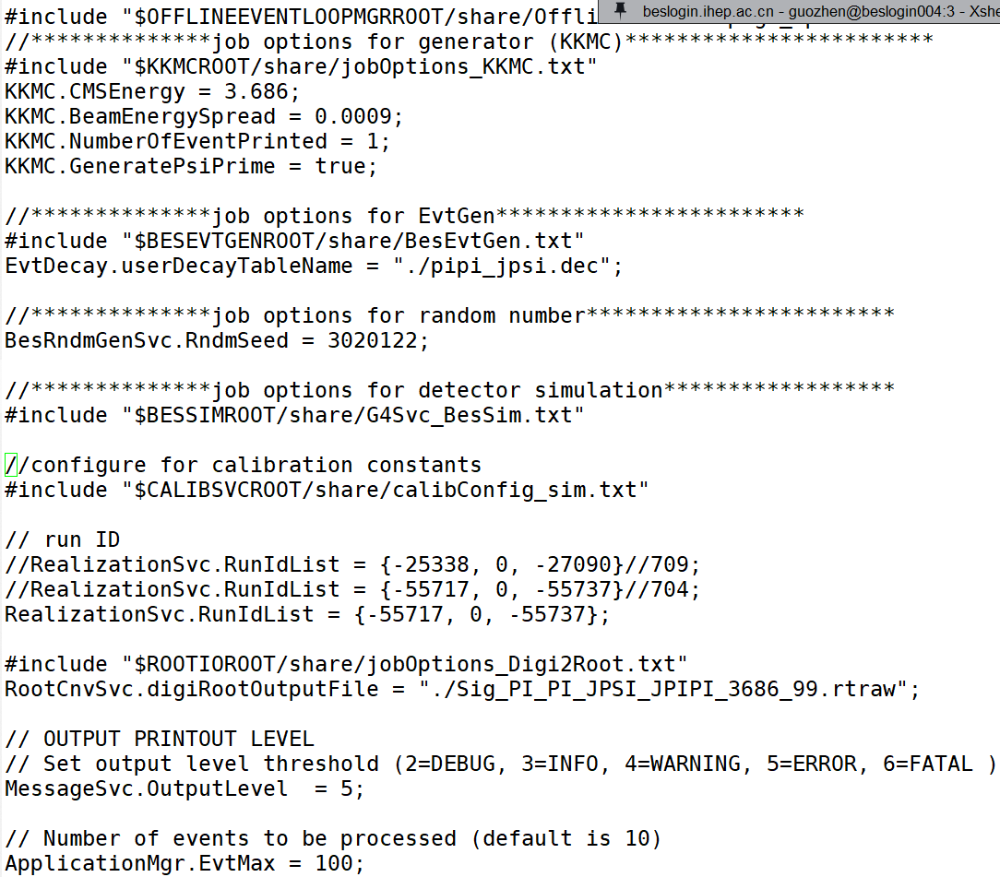 #include "$OFFLINEEVENTLOOPMGRROOT/share/Offli
beslogin.ihep.ac.cn - guozhen@beslogin004:3 - Xshe
//**************job options for generator (KKMC)************************
#include "$KKMCROOT/share/jobOptions_KKMC.txt"
KKMC.CMSEnergy = 3.686;
KKMC.BeamEnergySpread = 0.0009;
KKMC.NumberOfEventPrinted = 1;
KKMC.GeneratePsiPrime = true;
//**************job options for EvtGen************************
#include "$BESEVTGENROOT/share/BesEvtGen.txt"
EvtDecay.userDecayTableName = "./pipi_jpsi.dec";
//**************job options for random number************************
BesRndmGenSvc.RndmSeed = 3020122;
//**************job options for detector simulation******************
#include "$BESSIMROOT/share/G4Svc_BesSim.txt"
//configure for calibration constants
#include "$CALIBSVCROOT/share/calibConfig_sim.txt"
// run ID
//RealizationSvc.RunIdList = {-25338, 0, -27090}//709;
//RealizationSvc.RunIdList = {-55717, 0, -55737}//704;
RealizationSvc.RunIdList = {-55717, 0, -55737};
#include "$ROOTIOROOT/share/jobOptions_Digi2Root.txt"
RootCnvSvc.digiRootOutputFile = "./Sig_PI_PI_JPSI_JPIPI_3686_99.rtraw";
// OUTPUT PRINTOUT LEVEL
// Set output level threshold (2=DEBUG, 3=INFO, 4=WARNING, 5=ERROR, 6=FATAL )
MessageSvc.OutputLevel  = 5;
// Number of events to be processed (default is 10)
ApplicationMgr.EvtMax = 100;